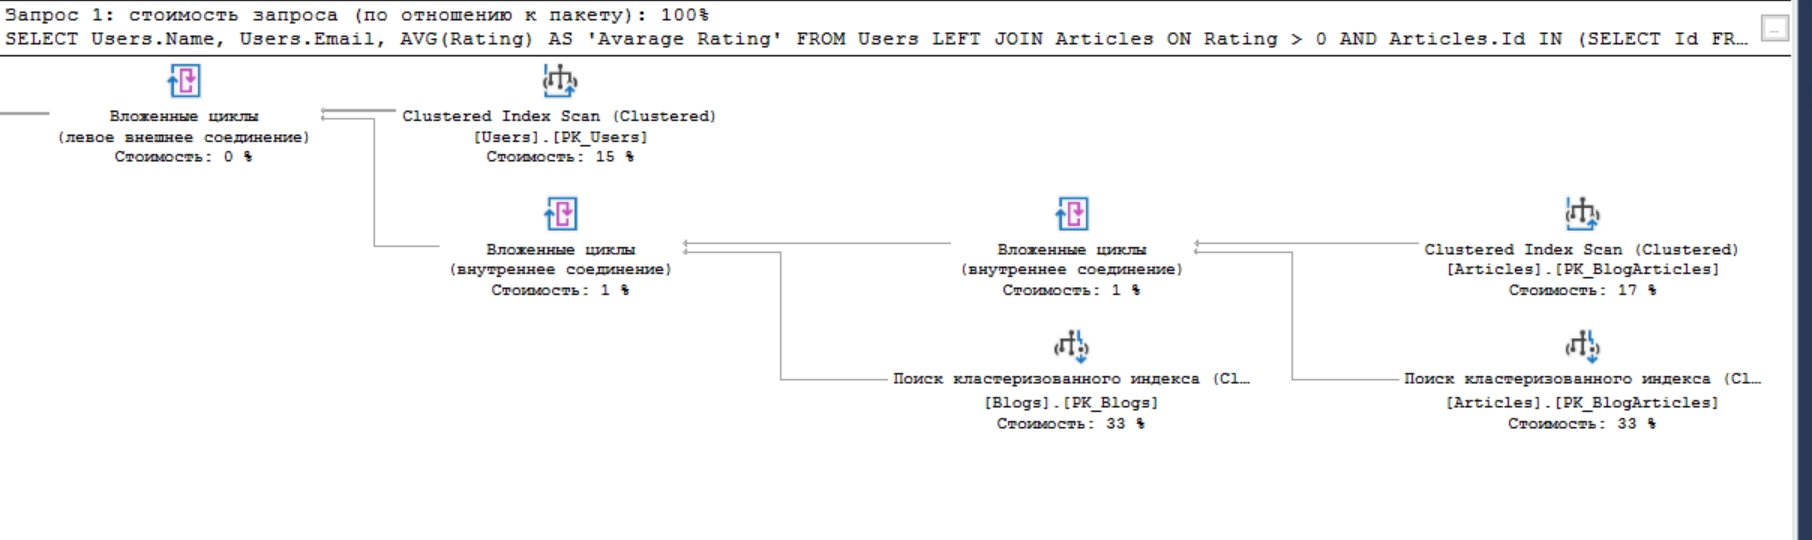 Запрос 1: стоимость запроса (по отношению к пакету): 100%
SELECT Users.Name, Users.Email, AVG(Rating) AS 'Avarage Rating' FROM Users LEFT JOIN Articles ON Rating > 0 AND Articles.Id IN (SELECT Id FR…
Вложенные циклы
(левое внешнее соединение)
Стоимость: 0 %
Clustered Index Scan (Clustered)
[Users].[PK_Users]
Стоимость: 15 %
Вложенные циклы
(внутреннее соединение)
Стоимость: 1 %
Вложенные циклы
(внутреннее соединение)
Стоимость: 1 %
Clustered Index Scan (Clustered)
[Articles].[PK_BlogArticles]
Стоимость: 17 %
Поиск кластеризованного индекса (Cl…
[Blogs].[PK_Blogs]
Стоимость: 33 %
Поиск кластеризованного индекса (Cl…
[Articles].[PK_BlogArticles]
Стоимость: 33 %